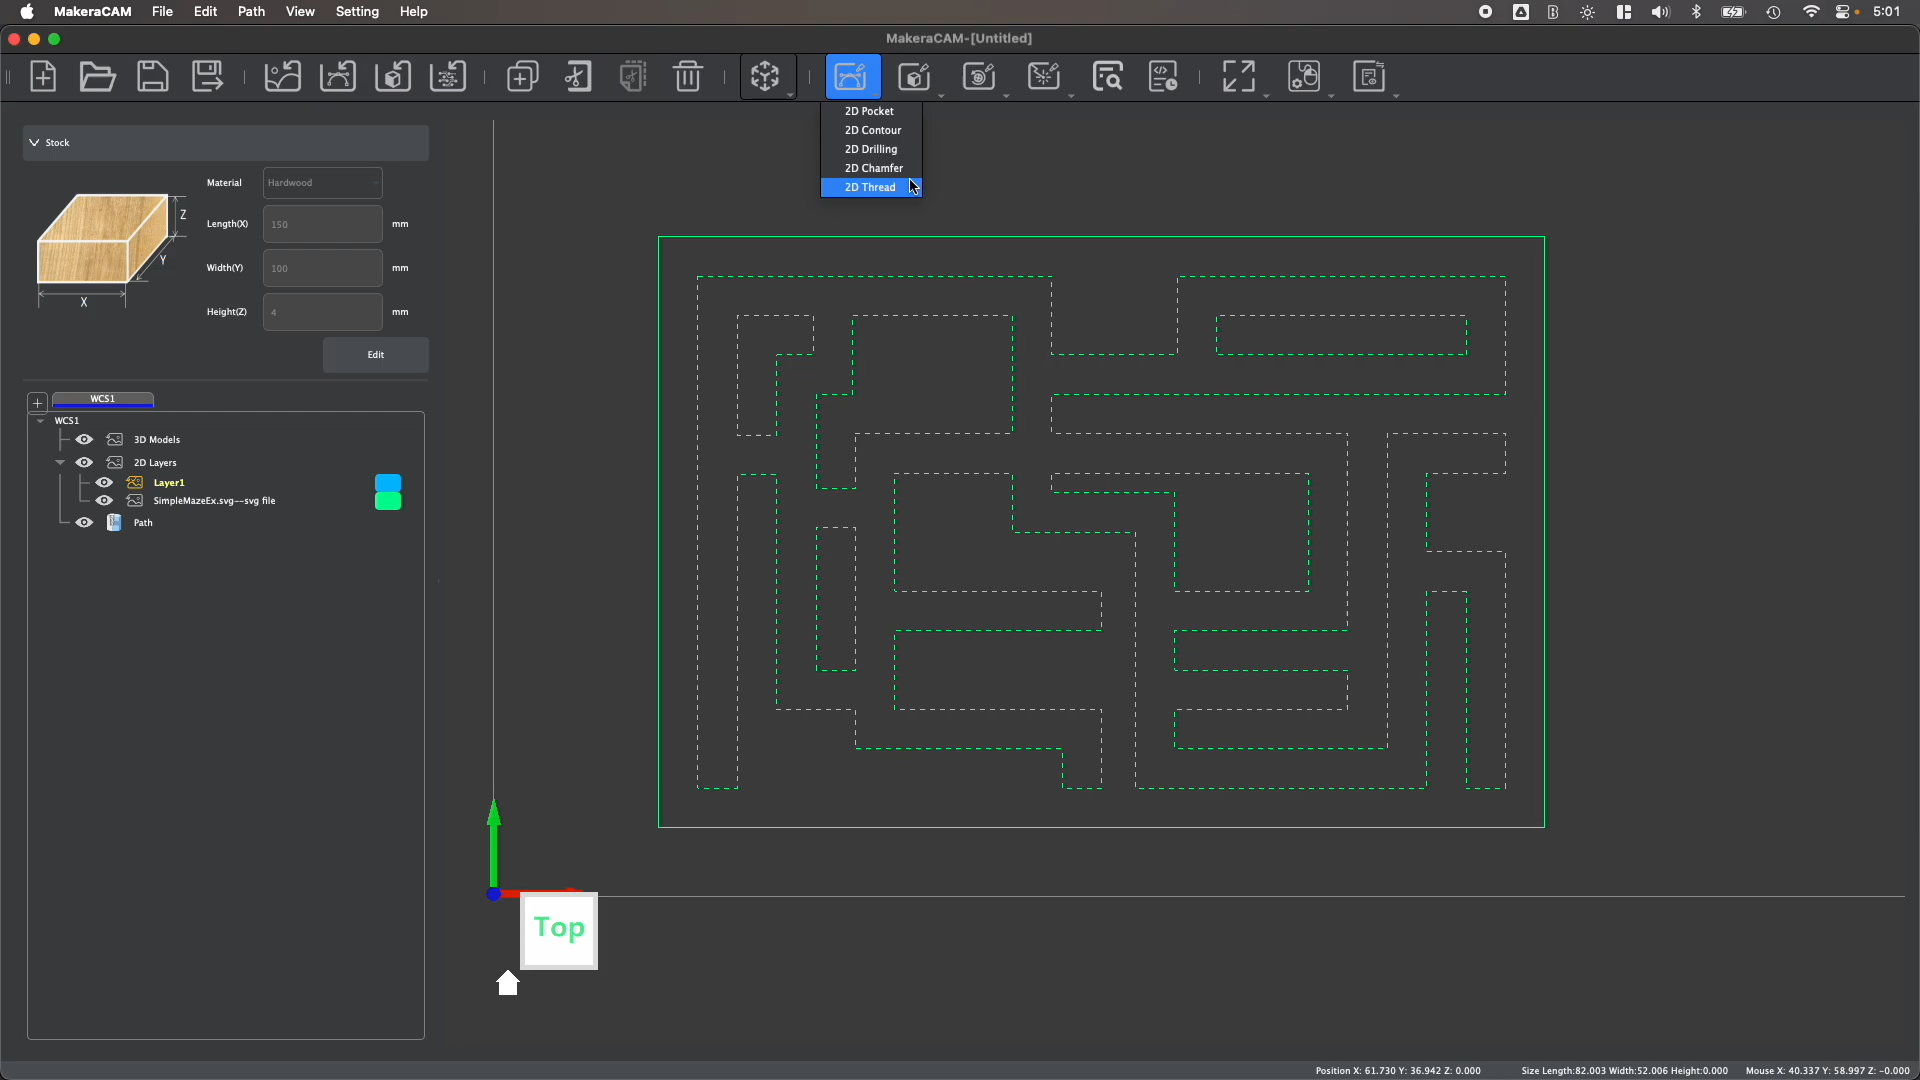 MakeraCAM File Edit Path View Setting Help 5:01
MakeraCAM-[Untitled]
2D Pocket
2D Contour
2D Drilling
2D Chamfer
2D Thread
Stock
Material Hardwood
Length(X) 150 mm
Width(Y) 100 mm
Height(Z) 4 mm
Z
Y
X
Edit
+ WCS1
WCS1
3D Models
2D Layers
Layer1
SimpleMazeEx.svg--svg file
Path
Top
Position X: 61.730 Y: 36.942 Z: 0.000 Size Length:82.003 Width:52.006 Height:0.000 Mouse X: 40.337 Y: 58.997 Z: -0.000